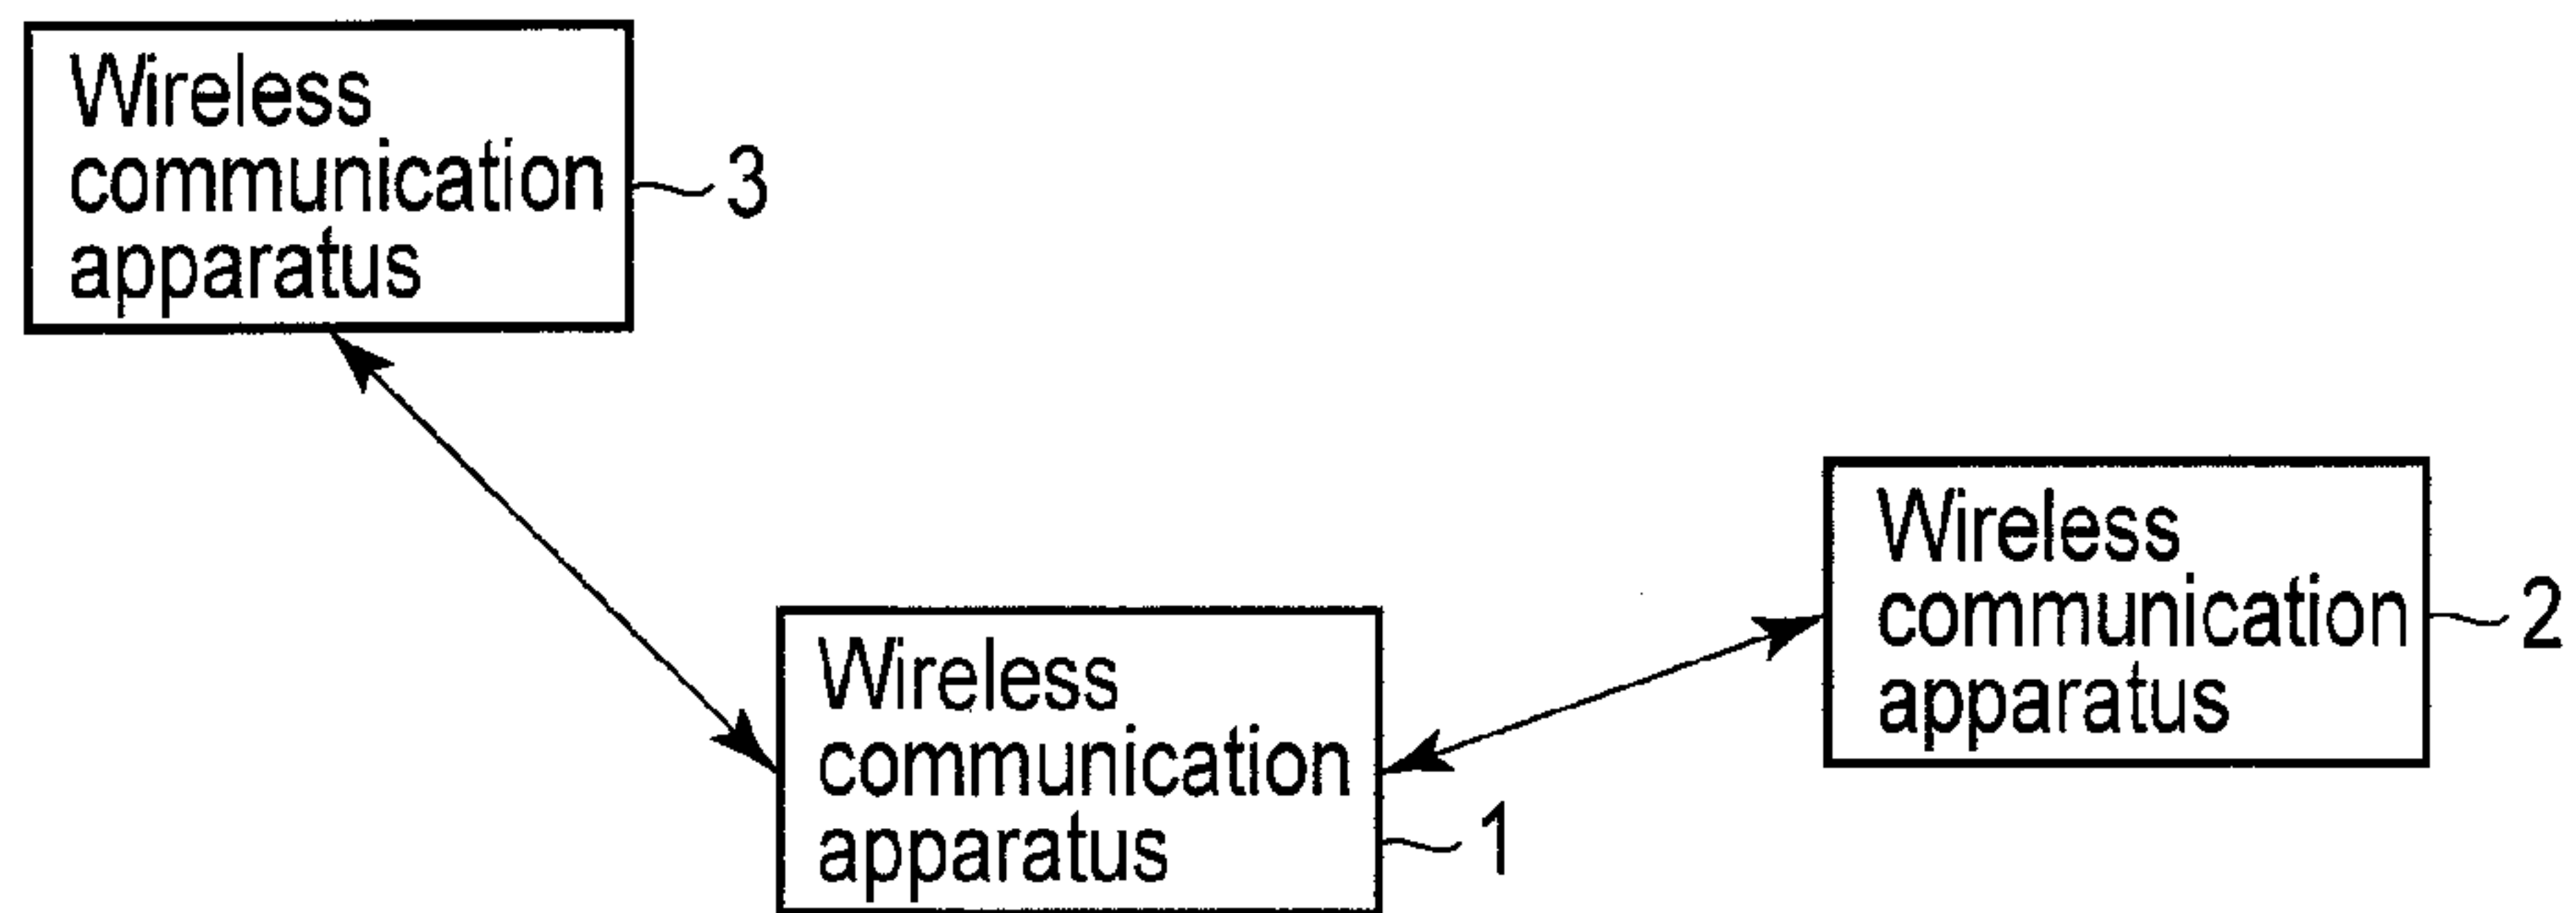 Wireless
communication
apparatus
3
Wireless
communication
apparatus
2
Wireless
communication
apparatus
1